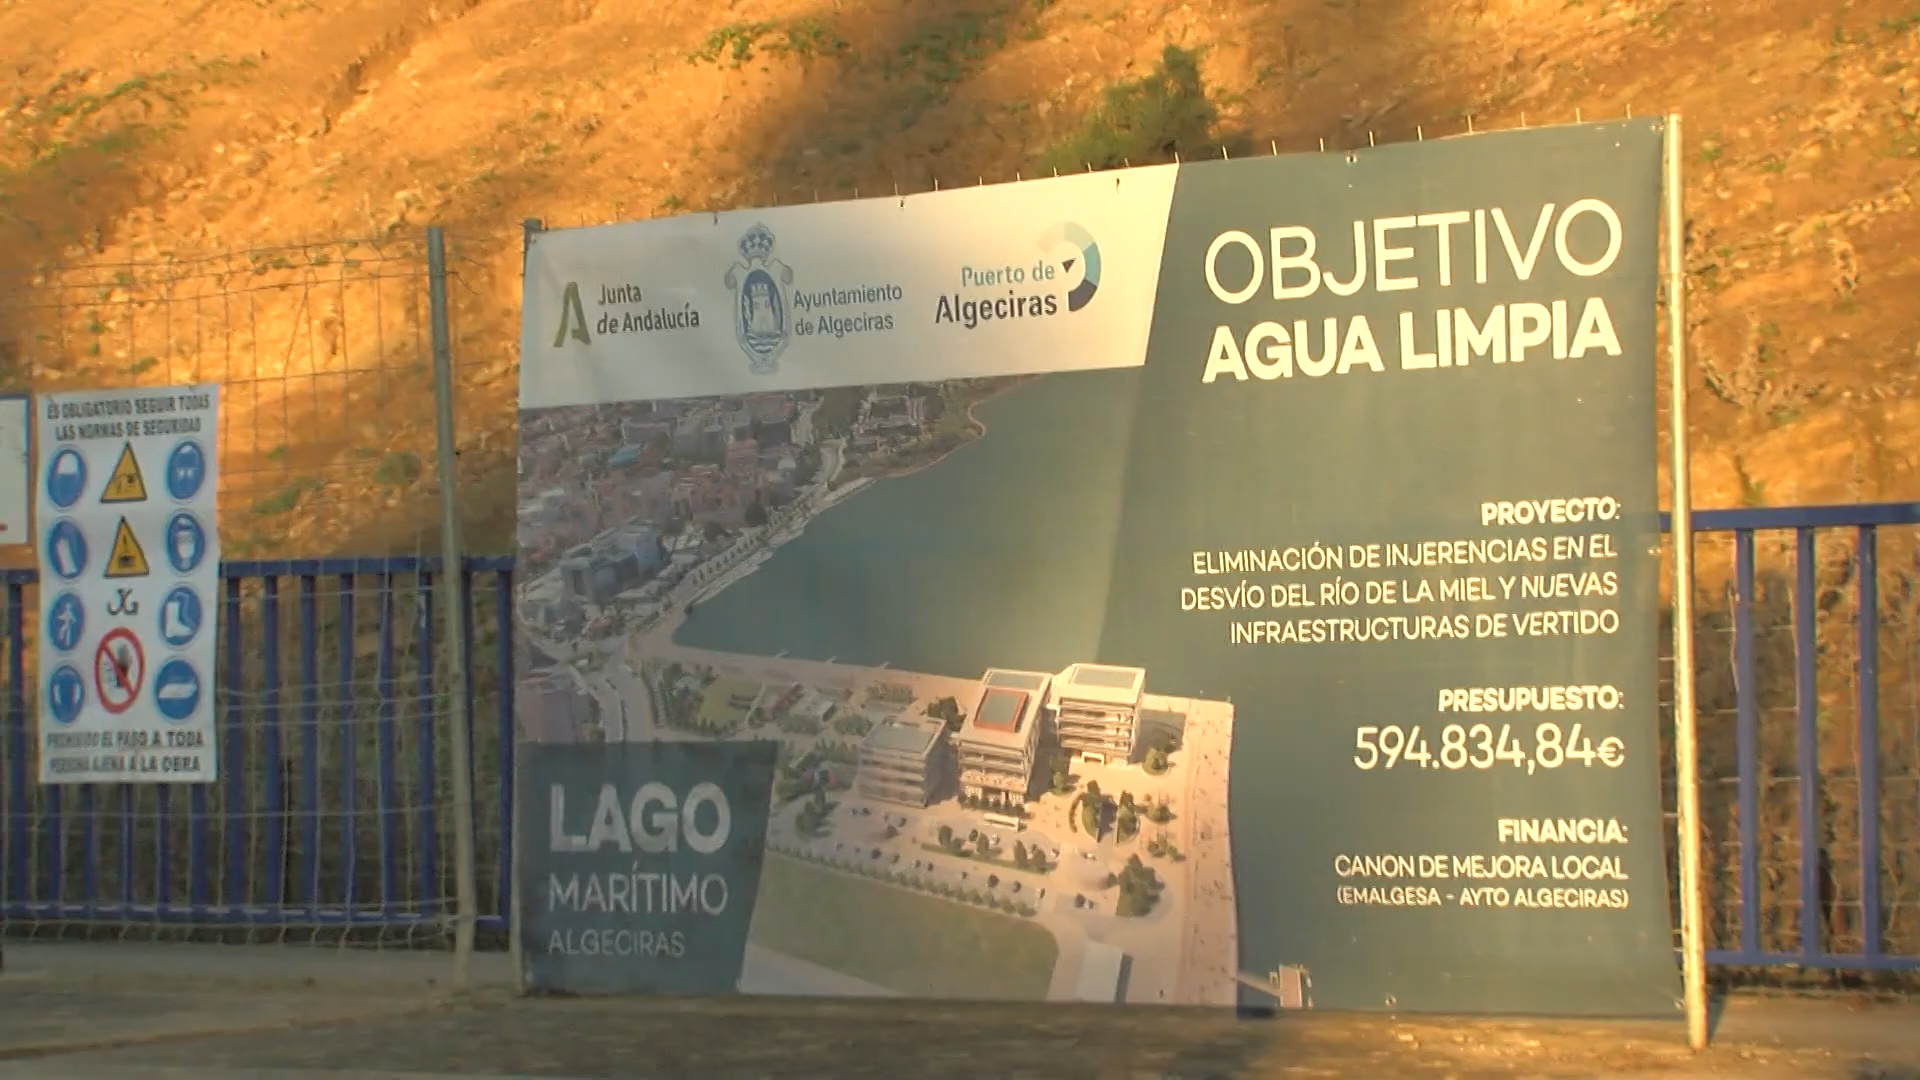 ES OBLIGATORIO SEGUIR TODAS
LAS NORMAS DE SEGURIDAD
PROHIBIDO EL PASO A TODA
PERSONA AJENA A LA OBRA
Junta
de Andalucía
Ayuntamiento
de Algeciras
Puerto de
Algeciras
OBJETIVO
AGUA LIMPIA
PROYECTO:
ELIMINACIÓN DE INJERENCIAS EN EL
DESVÍO DEL RÍO DE LA MIEL Y NUEVAS
INFRAESTRUCTURAS DE VERTIDO
PRESUPUESTO:
594.834,84€
FINANCIA:
CANON DE MEJORA LOCAL
(EMALGESA - AYTO ALGECIRAS)
LAGO
MARÍTIMO
ALGECIRAS